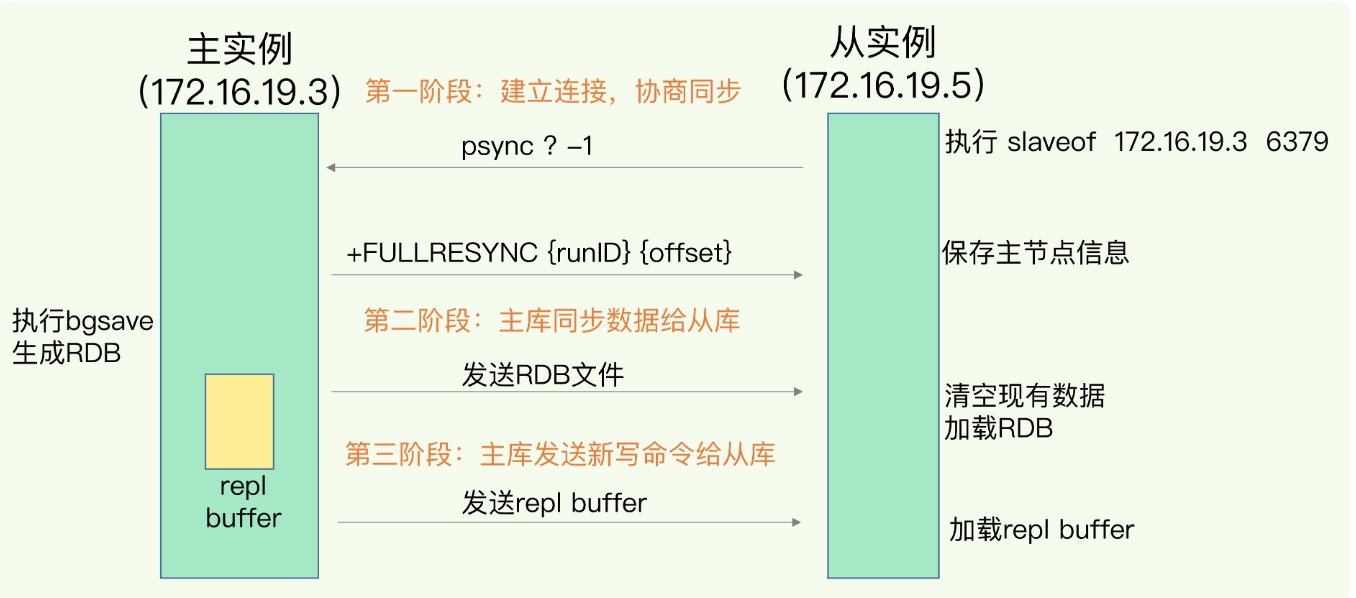 主实例
(172.16.19.3)
从实例
(172.16.19.5)
第一阶段：建立连接，协商同步
执行 slaveof 172.16.19.3 6379
psync ? -1
+FULLRESYNC {runID} {offset}
保存主节点信息
执行bgsave
生成RDB
第二阶段：主库同步数据给从库
发送RDB文件
清空现有数据
加载RDB
第三阶段：主库发送新写命令给从库
repl
buffer
发送repl buffer
加载repl buffer